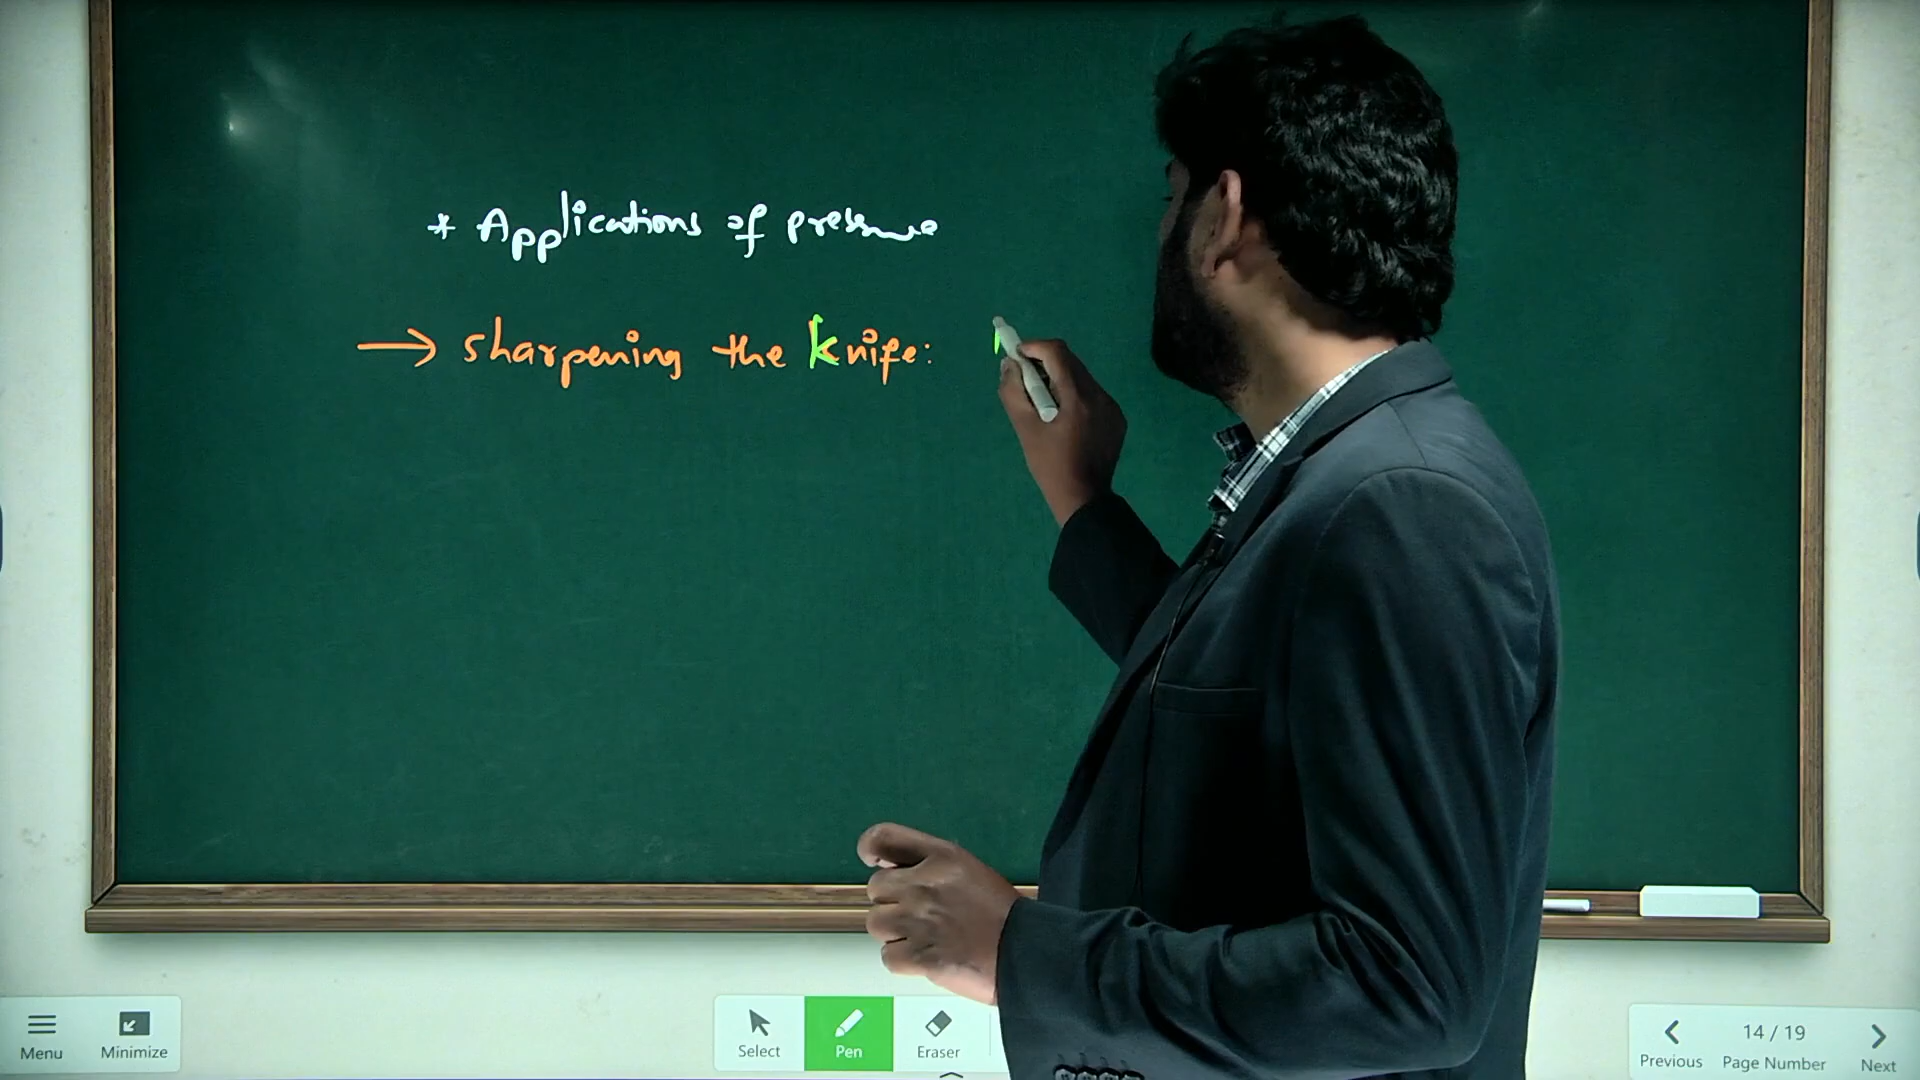 * Applications of pressure
→ sharpening the knife:
Menu
Minimize
Select
Pen
Eraser
Previous
14 / 19
Page Number
Next